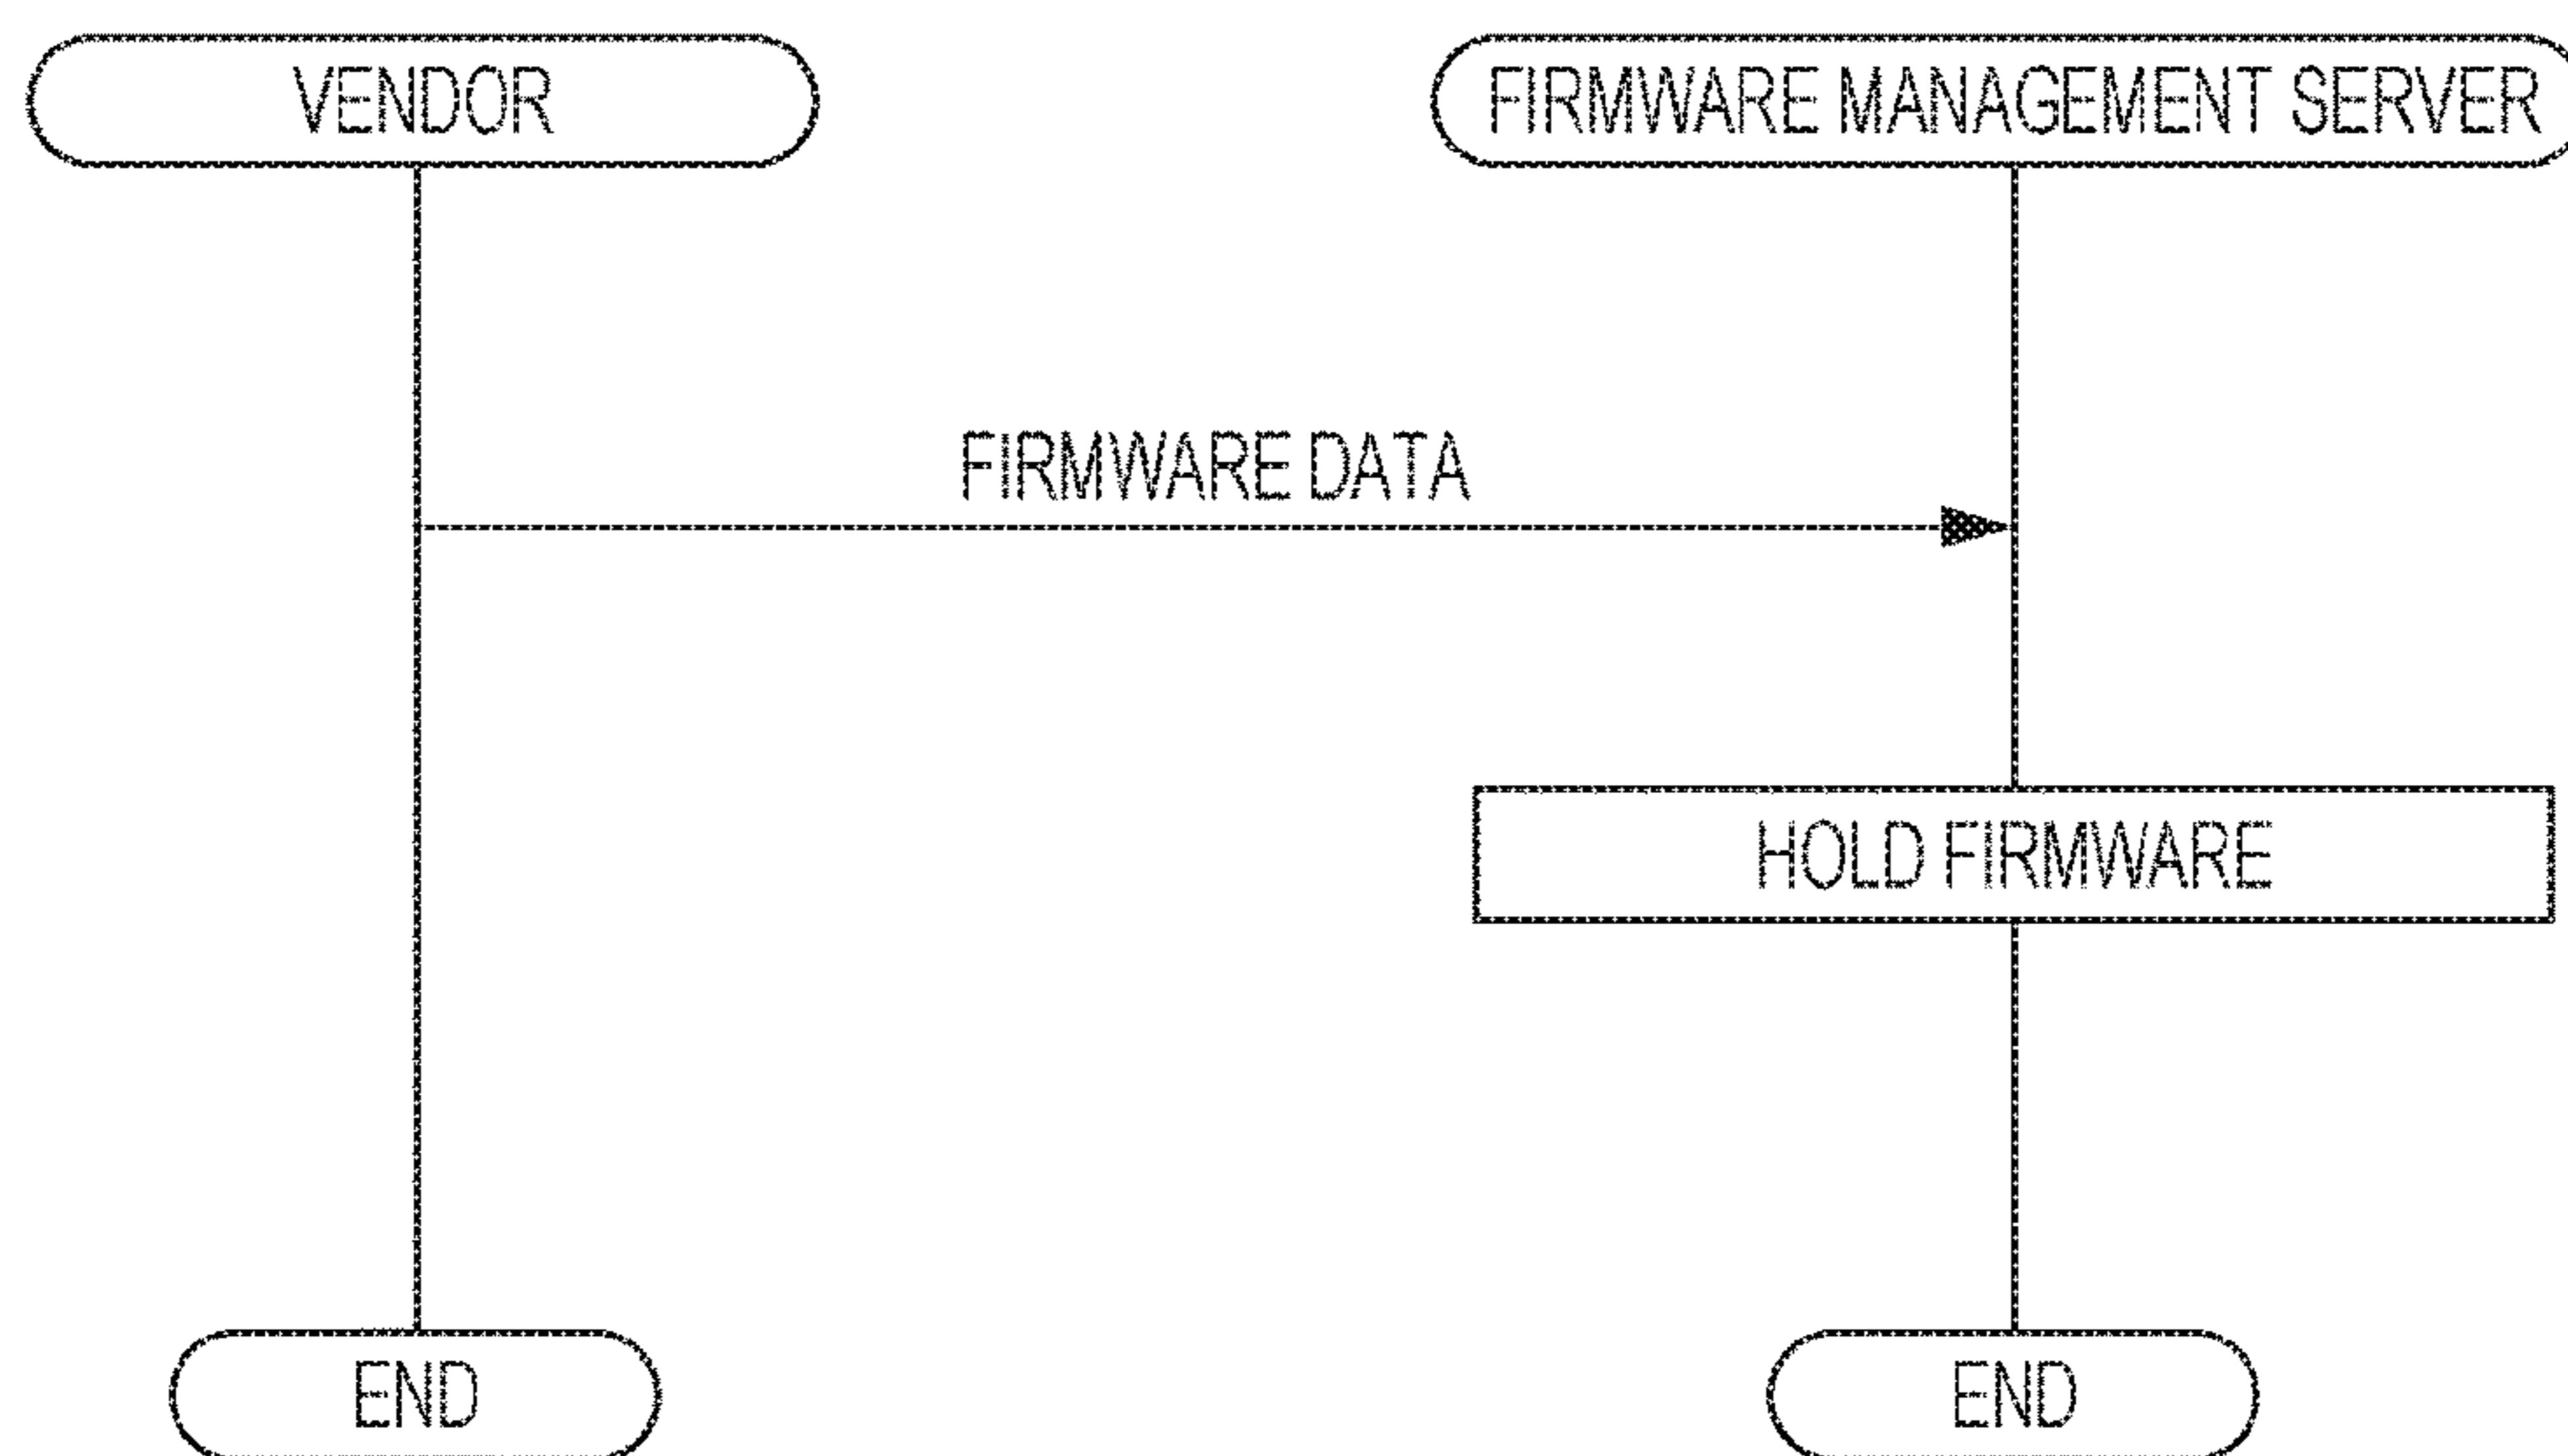 VENDOR
FIRMWARE MANAGEMENT SERVER
FIRMWARE DATA
HOLD FIRMWARE
END
END